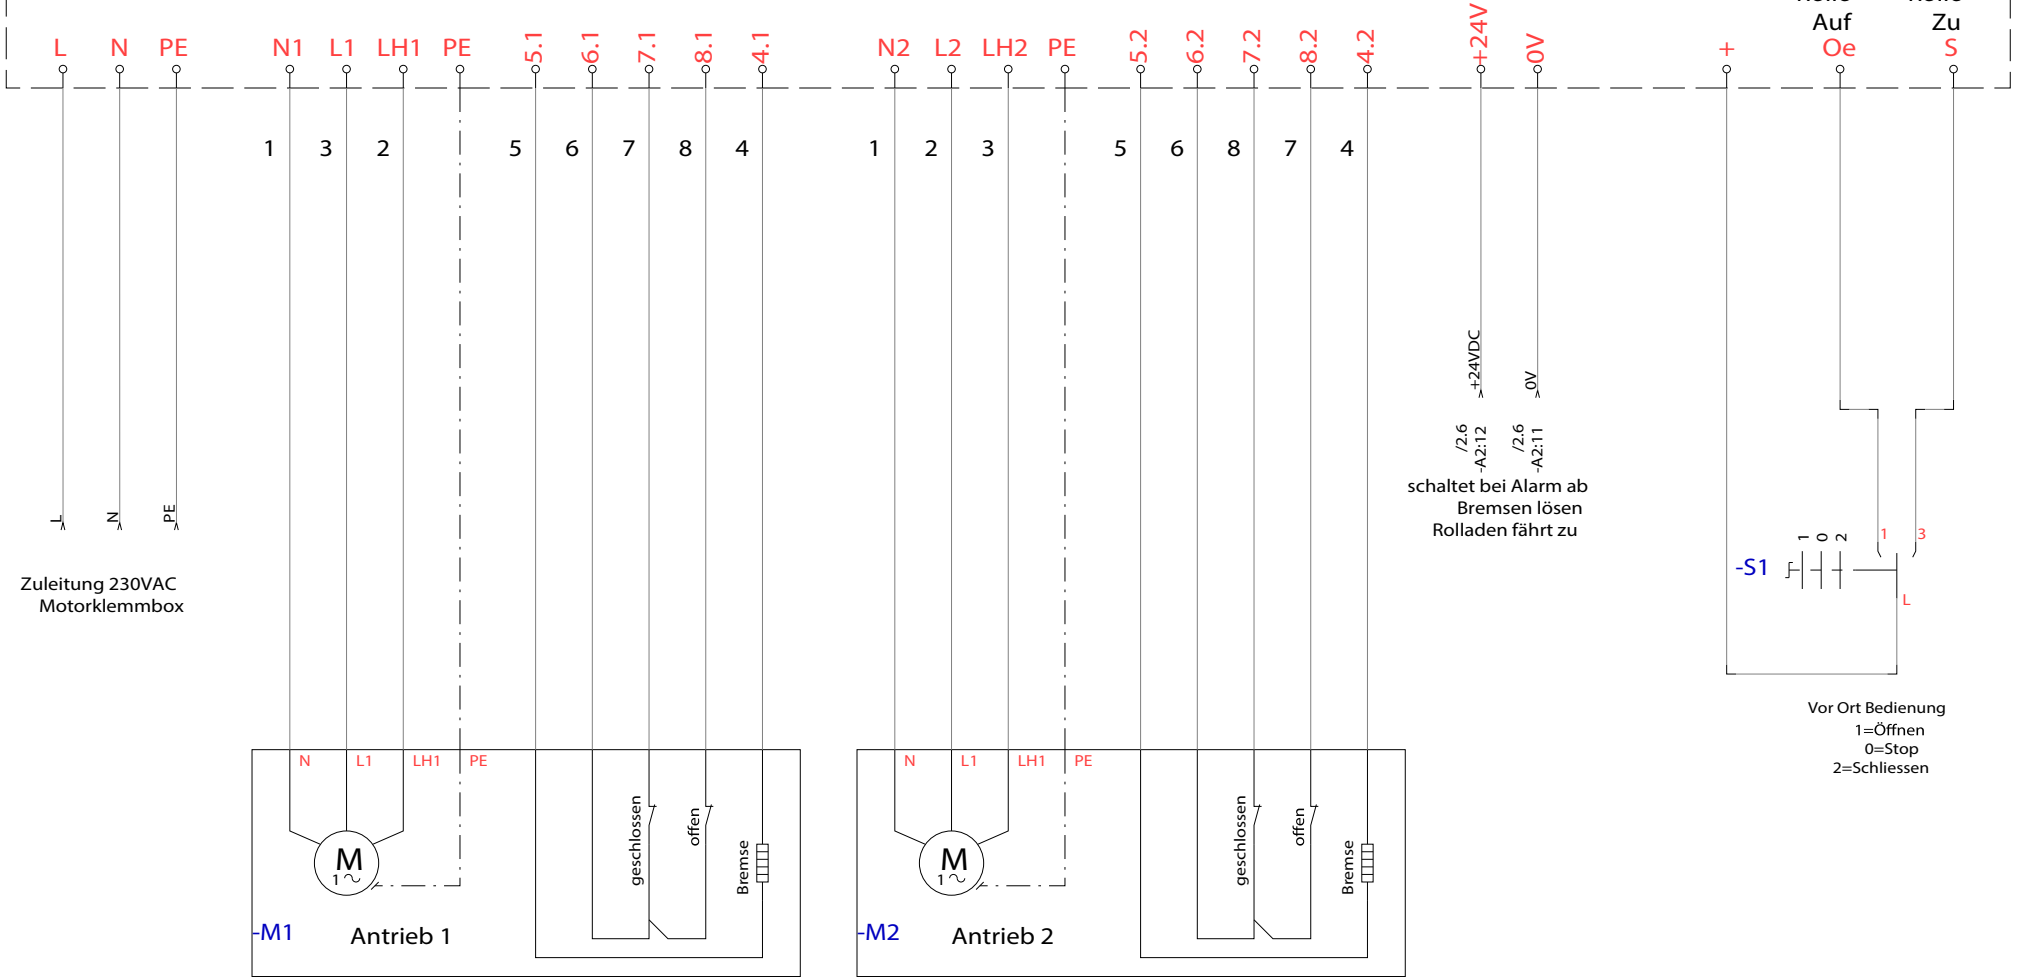 Auf Zu
L N PE N1 L1 LH1 PE 5.1 6.1 7.1 8.1 4.1 N2 L2 LH2 PE 5.2 6.2 7.2 8.2 4.2 +24V 0V + Oe S
1 3 2 5 6 7 8 4 1 2 3 5 6 8 7 4
+24VDC 0V
/2.6 /2.6
-A2:12 -A2:11
schaltet bei Alarm ab
Bremsen lösen
Rolladen fährt zu
L N PE
Zuleitung 230VAC
Motorklemmbox
1 0 2
1 3
-S1
L
Vor Ort Bedienung
1=Öffnen
0=Stop
2=Schliessen
N L1 LH1 PE
geschlossen
offen
Bremse
M
1
-M1
Antrieb 1
N L1 LH1 PE
geschlossen
offen
Bremse
M
1
-M2
Antrieb 2